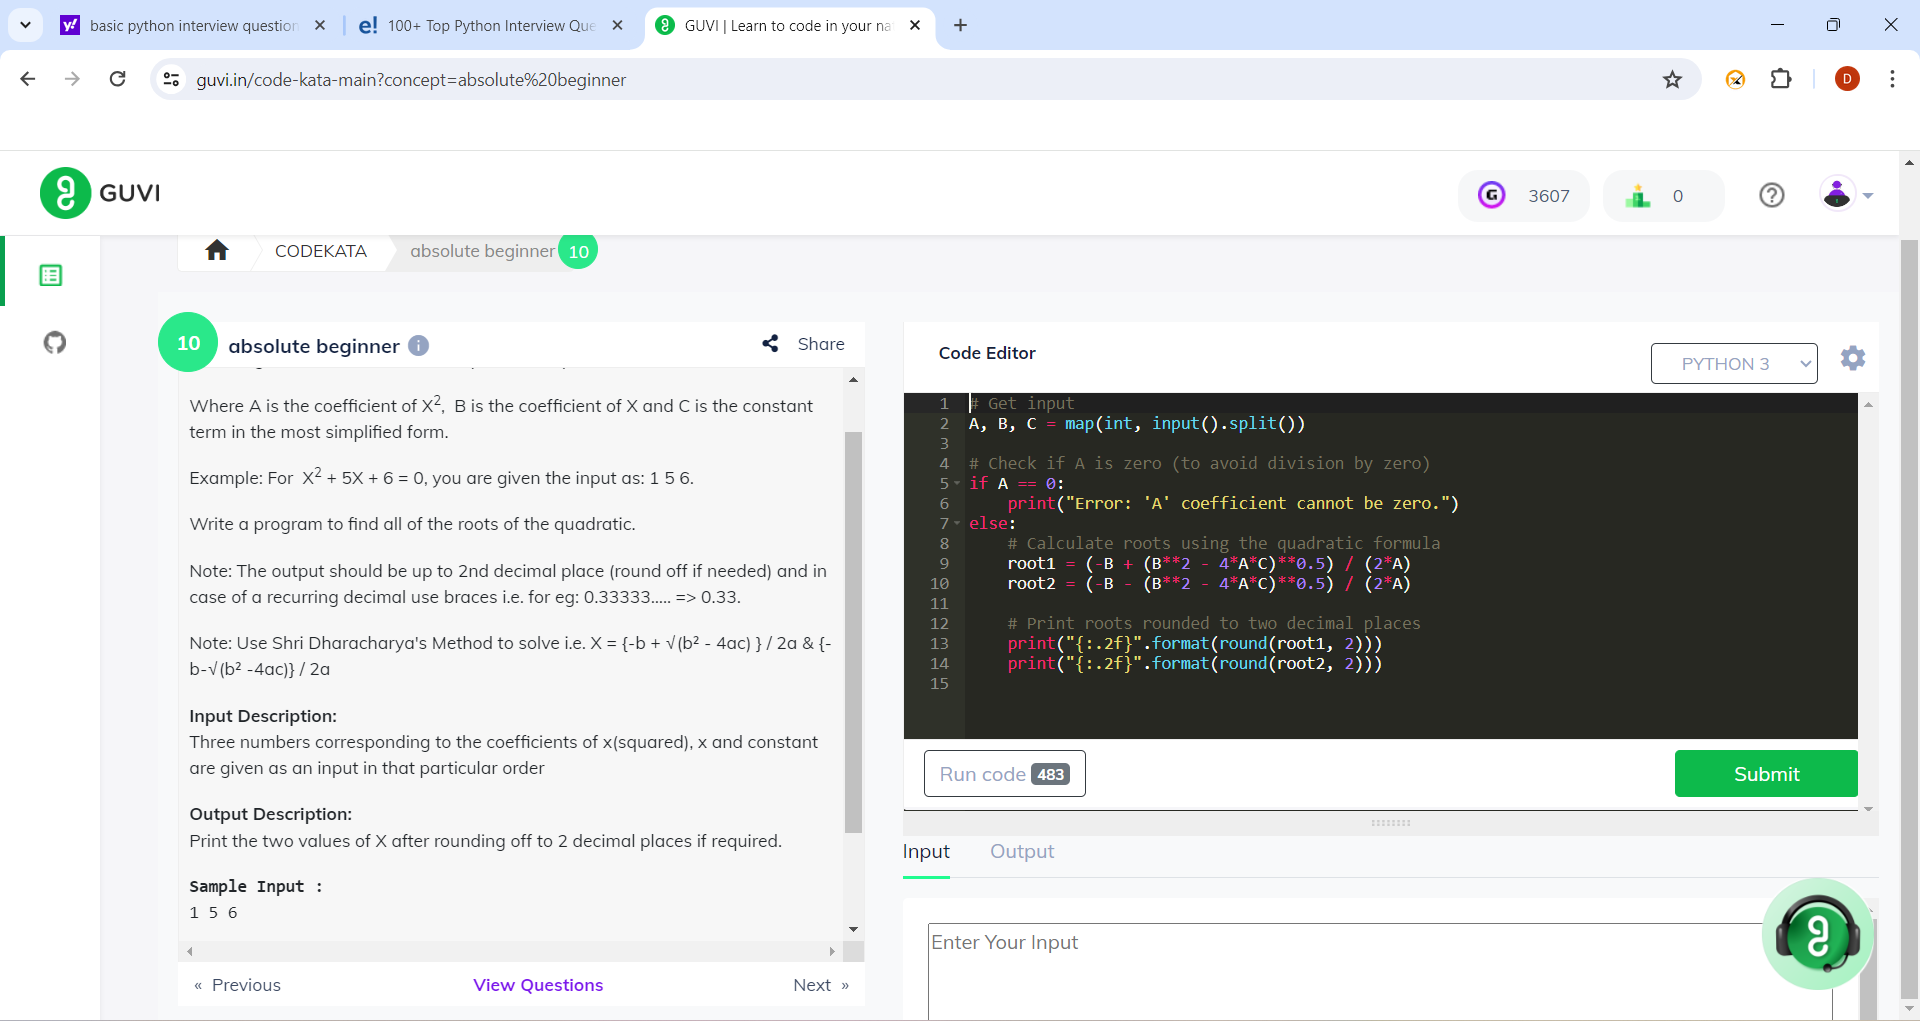 basic python interview question
100+ Top Python Interview Que
GUVI | Learn to code in your na
guvi.in/code-kata-main?concept=absolute%20beginner
D
GUVI
G 3607
0
CODEKATA
absolute beginner 10
10 absolute beginner
Share
Where A is the coefficient of X², B is the coefficient of X and C is the constant
term in the most simplified form.
Example: For X² + 5X + 6 = 0, you are given the input as: 1 5 6.
Write a program to find all of the roots of the quadratic.
Note: The output should be up to 2nd decimal place (round off if needed) and in
case of a recurring decimal use braces i.e. for eg: 0.33333..... => 0.33.
Note: Use Shri Dharacharya's Method to solve i.e. X = {-b + √(b² - 4ac) } / 2a & {-
b-√(b² -4ac)} / 2a
Input Description:
Three numbers corresponding to the coefficients of x(squared), x and constant
are given as an input in that particular order
Output Description:
Print the two values of X after rounding off to 2 decimal places if required.
Sample Input :
1 5 6
« Previous
View Questions
Next »
Code Editor
PYTHON 3
1 # Get input
2 A, B, C = map(int, input().split())
3
4 # Check if A is zero (to avoid division by zero)
5 if A == 0:
6 print("Error: 'A' coefficient cannot be zero.")
7 else:
8 # Calculate roots using the quadratic formula
9 root1 = (-B + (B**2 - 4*A*C)**0.5) / (2*A)
10 root2 = (-B - (B**2 - 4*A*C)**0.5) / (2*A)
11
12 # Print roots rounded to two decimal places
13 print("{:.2f}".format(round(root1, 2)))
14 print("{:.2f}".format(round(root2, 2)))
15
Run code 483
Submit
Input
Output
Enter Your Input